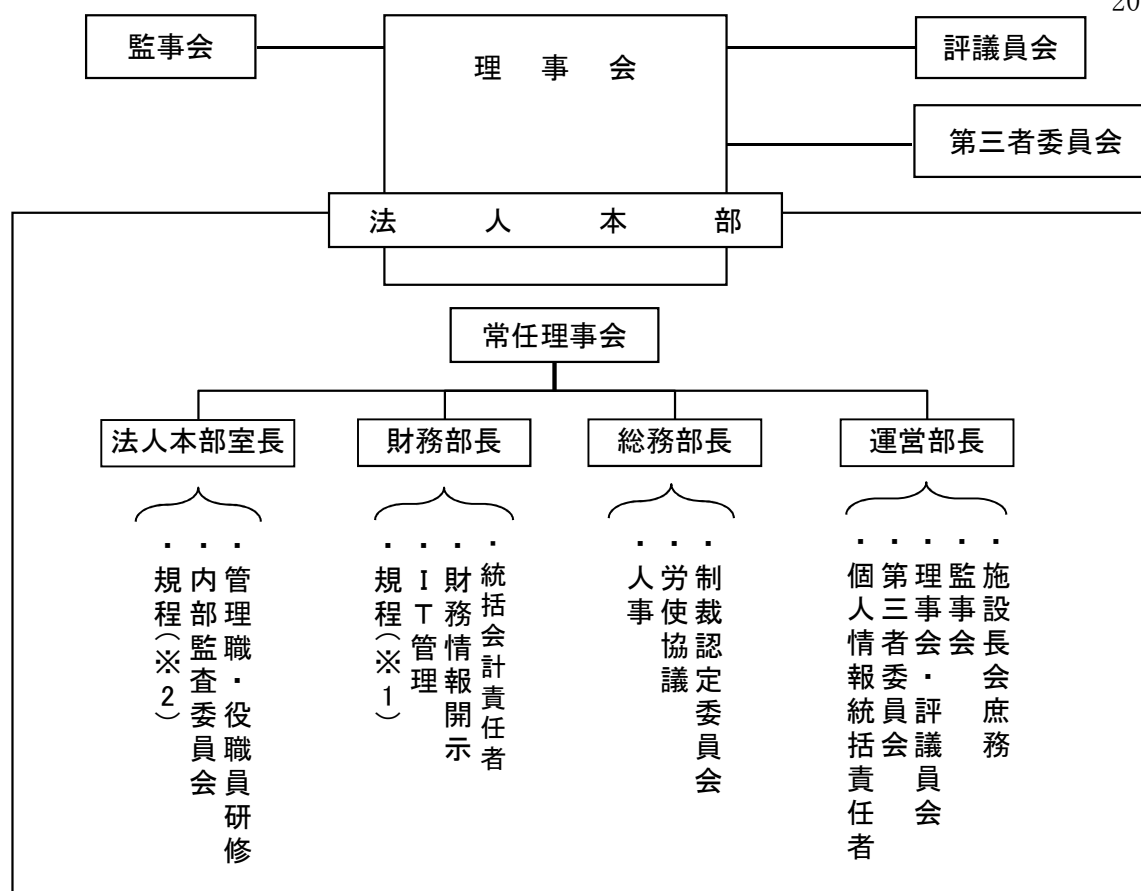 20
監事会
理事会
評議員会
第三者委員会
法人本部
常任理事会
法人本部室長
財務部長
総務部長
運営部長
・管理職・役職員研修
・内部監査委員会
・規程(※2)
・統括会計責任者
・財務情報開示
・IT管理
・規程(※1)
・制裁認定委員会
・労使協議
・人事
・施設長会庶務
・監事会
・理事会・評議員会
・第三者委員会
・個人情報統括責任者